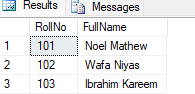 Results Messages
RollNo FullName
1 101 Noel Mathew
2 102 Wafa Niyas
3 103 Ibrahim Kareem